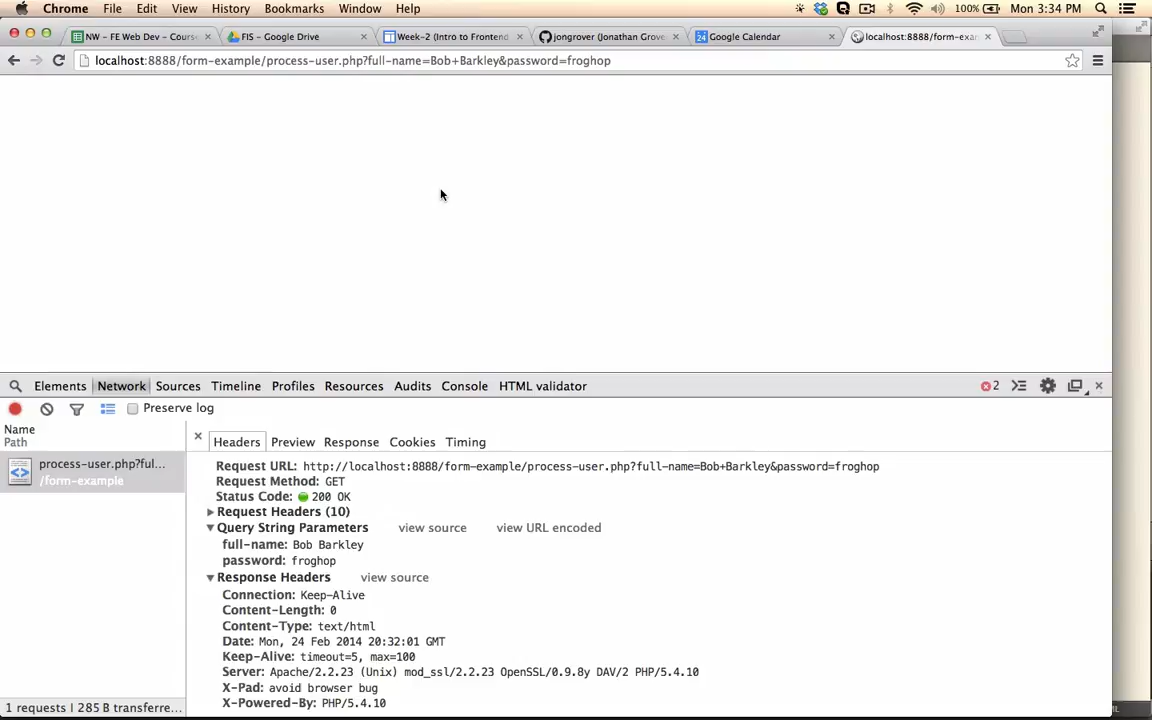 Chrome File Edit View History Bookmarks Window Help 100% Mon 3:34 PM
NW - FE Web Dev - Cours FIS - Google Drive Week-2 (Intro to Frontend jongrover (Jonathan Grove 24 Google Calendar localhost:8888/form-exa
localhost:8888/form-example/process-user.php?full-name=Bob+Barkley&password=froghop
Elements Network Sources Timeline Profiles Resources Audits Console HTML validator 2
Preserve log
Name
Path
Headers Preview Response Cookies Timing
process-user.php?ful...
/form-example
Request URL: http://localhost:8888/form-example/process-user.php?full-name=Bob+Barkley&password=froghop
Request Method: GET
Status Code: 200 OK
Request Headers (10)
Query String Parameters view source view URL encoded
full-name: Bob Barkley
password: froghop
Response Headers view source
Connection: Keep-Alive
Content-Length: 0
Content-Type: text/html
Date: Mon, 24 Feb 2014 20:32:01 GMT
Keep-Alive: timeout=5, max=100
Server: Apache/2.2.23 (Unix) mod_ssl/2.2.23 OpenSSL/0.9.8y DAV/2 PHP/5.4.10
X-Pad: avoid browser bug
X-Powered-By: PHP/5.4.10
1 requests | 285 B transferre...